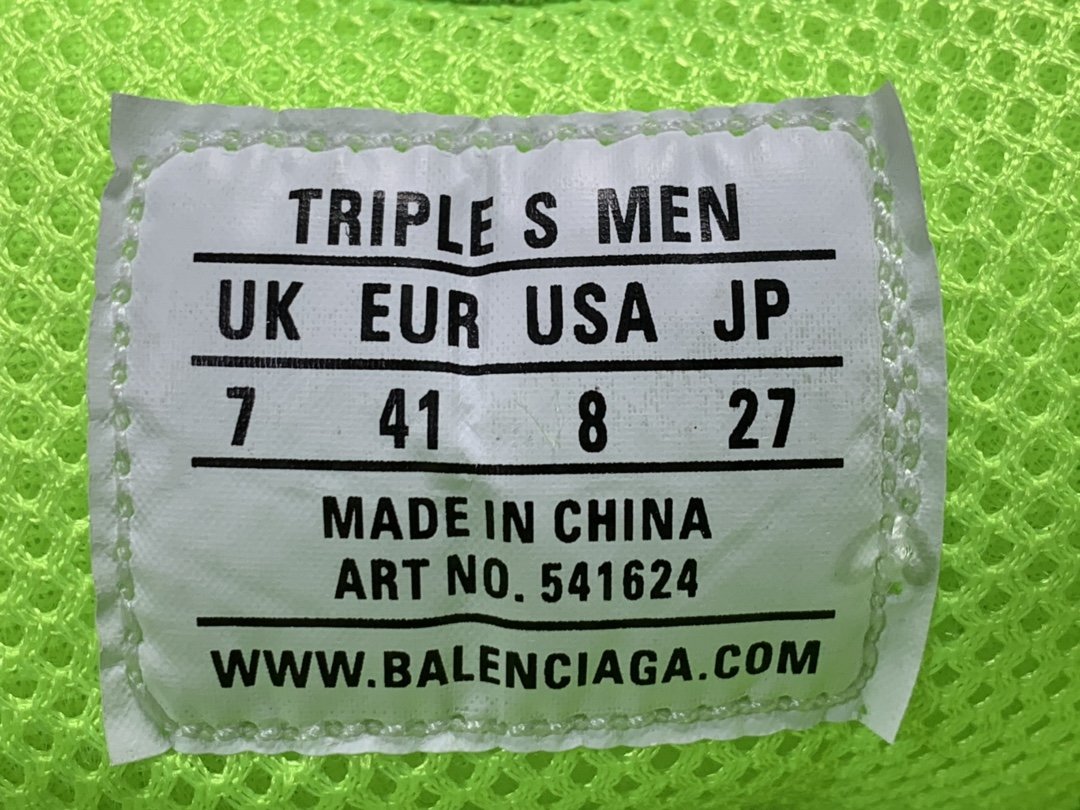 TRIPLE S MEN
UK EUR USA JP
7 41 8 27
MADE IN CHINA
ART NO. 541624
WWW.BALENCIAGA.COM